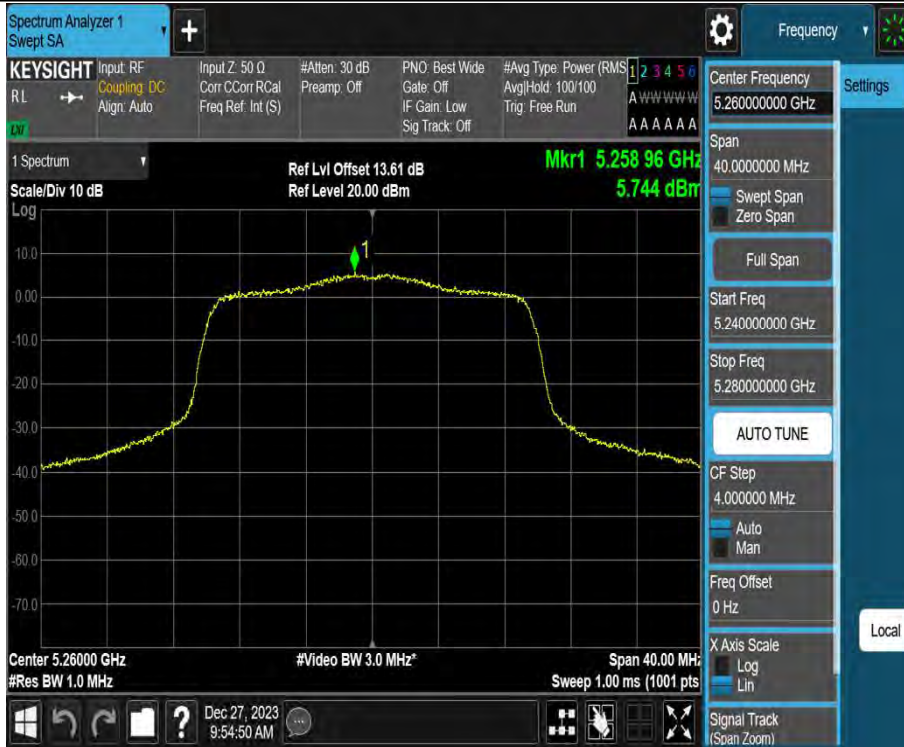 Spectrum Analyzer 1
Swept SA
+
Frequency
KEYSIGHT
RL
LXI
Input: RF
Coupling: DC
Align: Auto
Input Z: 50 Ω
Corr CCorr RCal
Freq Ref: Int (S)
#Atten: 30 dB
Preamp: Off
PNO: Best Wide
Gate: Off
IF Gain: Low
Sig Track: Off
#Avg Type: Power (RMS
Avg|Hold: 100/100
Trig: Free Run
1 2 3 4 5 6
A W W W W W
A A A A A A
1 Spectrum
Scale/Div 10 dB
Log
Ref Lvl Offset 13.61 dB
Ref Level 20.00 dBm
Mkr1 5.258 96 GHz
5.744 dBm
1
10.0
0.00
-10.0
-20.0
-30.0
-40.0
-50.0
-60.0
-70.0
Center 5.26000 GHz
#Res BW 1.0 MHz
#Video BW 3.0 MHz*
Span 40.00 MHz
Sweep 1.00 ms (1001 pts
Dec 27, 2023
9:54:50 AM
Center Frequency
5.260000000 GHz
Span
40.0000000 MHz
Swept Span
Zero Span
Full Span
Start Freq
5.240000000 GHz
Stop Freq
5.280000000 GHz
AUTO TUNE
CF Step
4.000000 MHz
Auto
Man
Freq Offset
0 Hz
X Axis Scale
Log
Lin
Signal Track
(Span Zoom)
Settings
Local